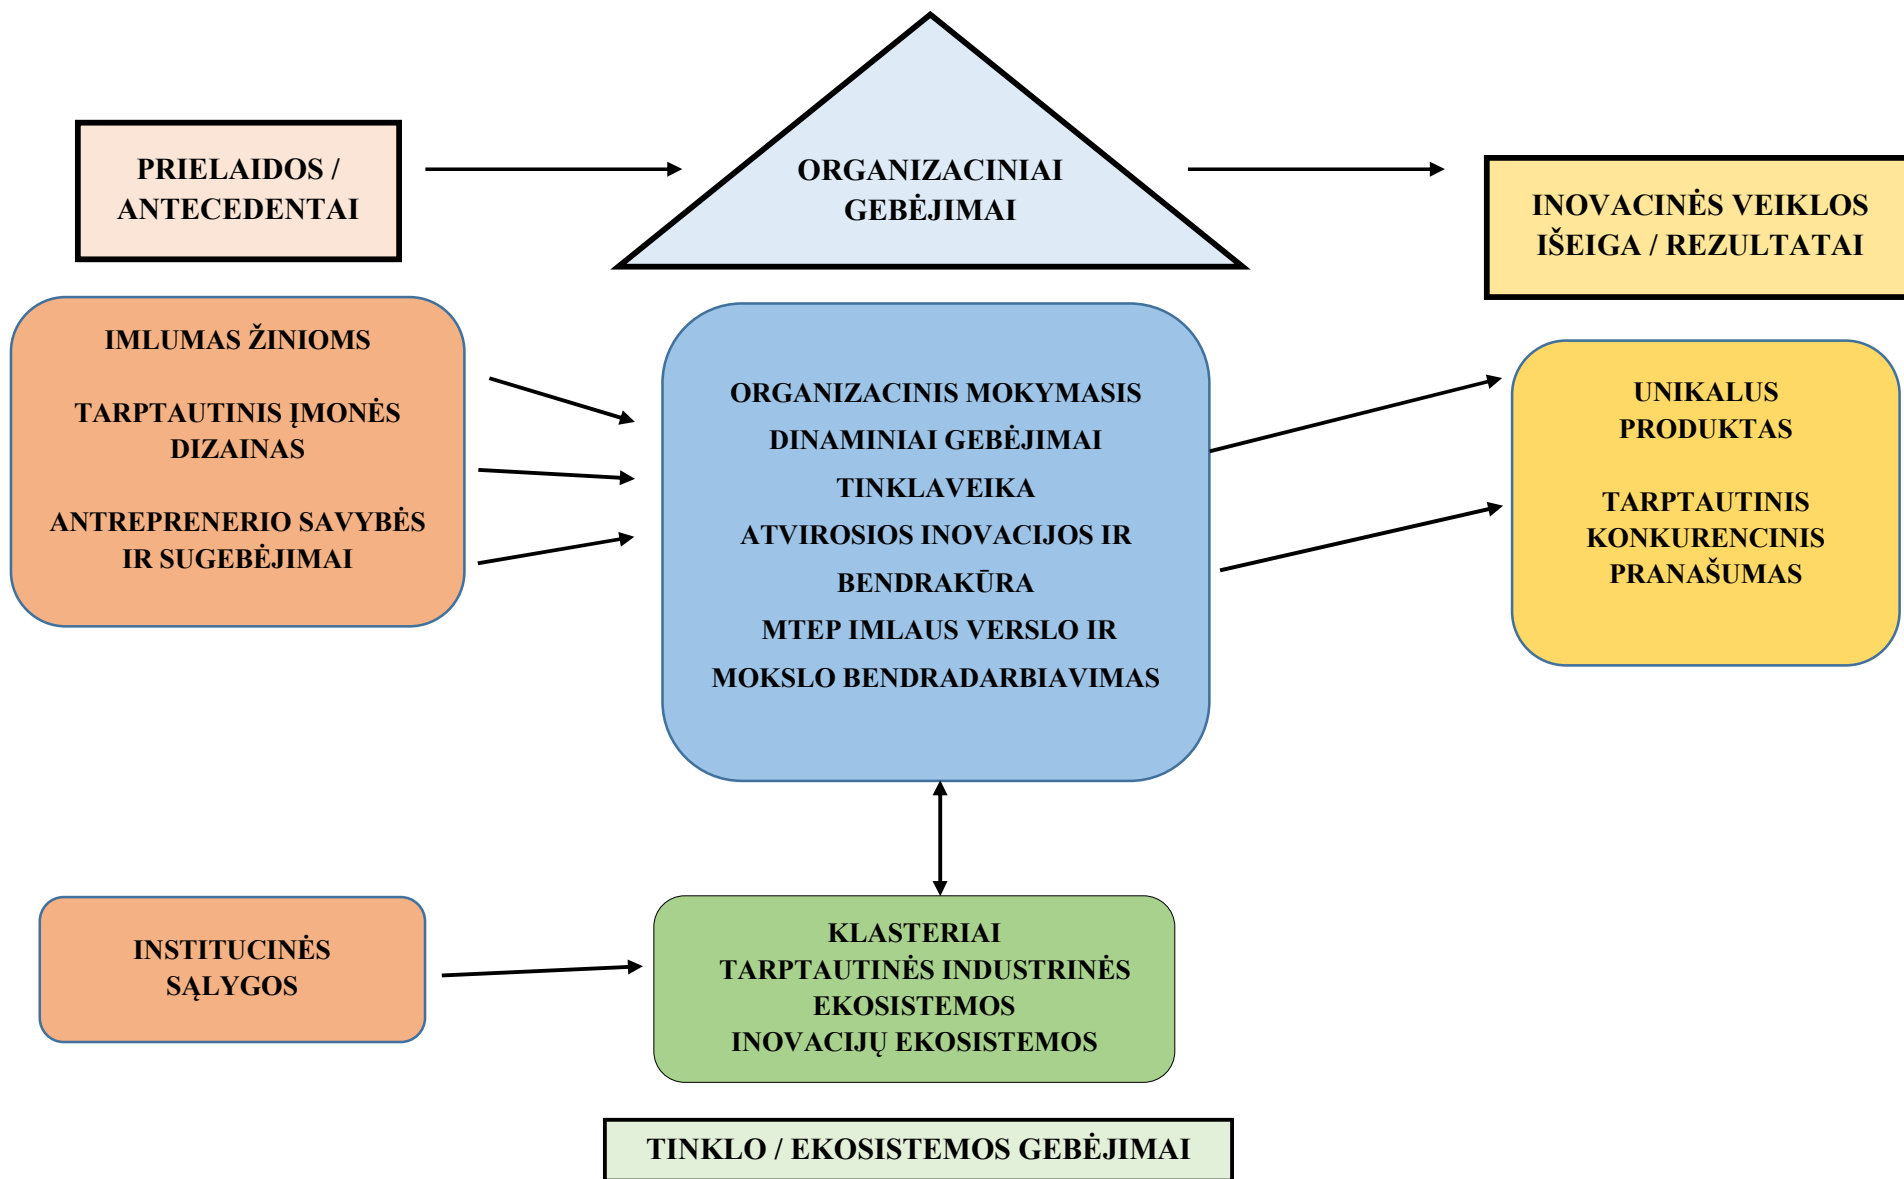 PRIELAIDOS /
ANTECEDENTAI
ORGANIZACINIAI
GEBĖJIMAI
INOVACINĖS VEIKLOS
IŠEIGA / REZULTATAI
IMLUMAS ŽINIOMS
TARPTAUTINIS ĮMONĖS
DIZAINAS
ANTREPRENERIO SAVYBĖS
IR SUGEBĖJIMAI
ORGANIZACINIS MOKYMASIS
DINAMINIAI GEBĖJIMAI
TINKLAVEIKA
ATVIROSIOS INOVACIJOS IR
BENDRAKŪRA
MTEP IMLAUS VERSLO IR
MOKSLO BENDRADARBIAVIMAS
UNIKALUS
PRODUKTAS
TARPTAUTINIS
KONKURENCINIS
PRANAŠUMAS
INSTITUCINĖS
SĄLYGOS
KLASTERIAI
TARPTAUTINĖS INDUSTRINĖS
EKOSISTEMOS
INOVACIJŲ EKOSISTEMOS
TINKLO / EKOSISTEMOS GEBĖJIMAI